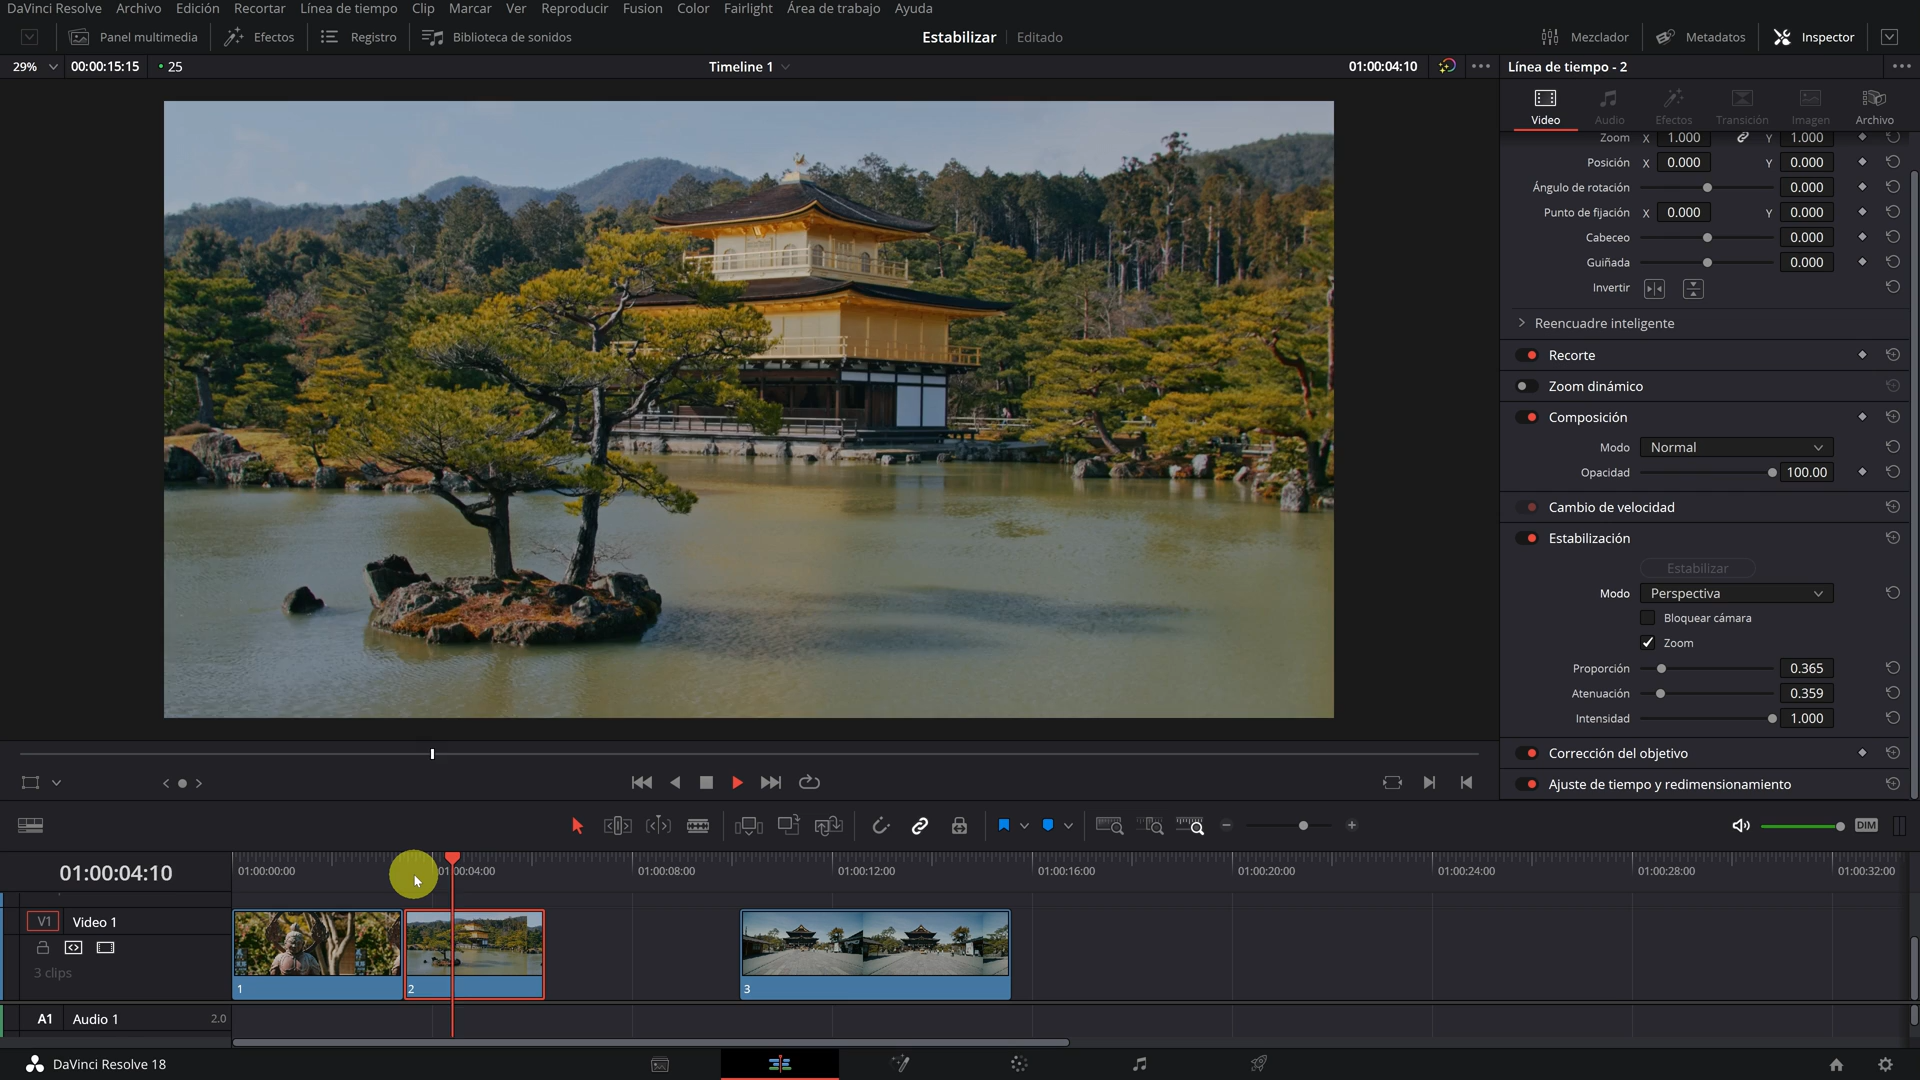 DaVinci Resolve Archivo Edición Recortar Línea de tiempo Clip Marcar Ver Reproducir Fusion Color Fairlight Área de trabajo Ayuda
Panel multimedia Efectos Registro Biblioteca de sonidos Estabilizar Editado Mezclador Metadatos Inspector
29% 00:00:15:15 25 Timeline 1 01:00:04:10 Línea de tiempo - 2
Video Audio Efectos Transición Imagen Archivo
Zoom X 1.000 Y 1.000
Posición X 0.000 Y 0.000
Ángulo de rotación 0.000
Punto de fijación X 0.000 Y 0.000
Cabeceo 0.000
Guiñada 0.000
Invertir
Reencuadre inteligente
Recorte
Zoom dinámico
Composición
Modo Normal
Opacidad 100.00
Cambio de velocidad
Estabilización
Estabilizar
Modo Perspectiva
Bloquear cámara
Zoom
Proporción 0.365
Atenuación 0.359
Intensidad 1.000
Corrección del objetivo
Ajuste de tiempo y redimensionamiento
DIM
01:00:04:10 01:00:00:00 01:00:04:00 01:00:08:00 01:00:12:00 01:00:16:00 01:00:20:00 01:00:24:00 01:00:28:00 01:00:32:00
V1 Video 1
3 clips
1 2 3
A1 Audio 1 2.0
DaVinci Resolve 18